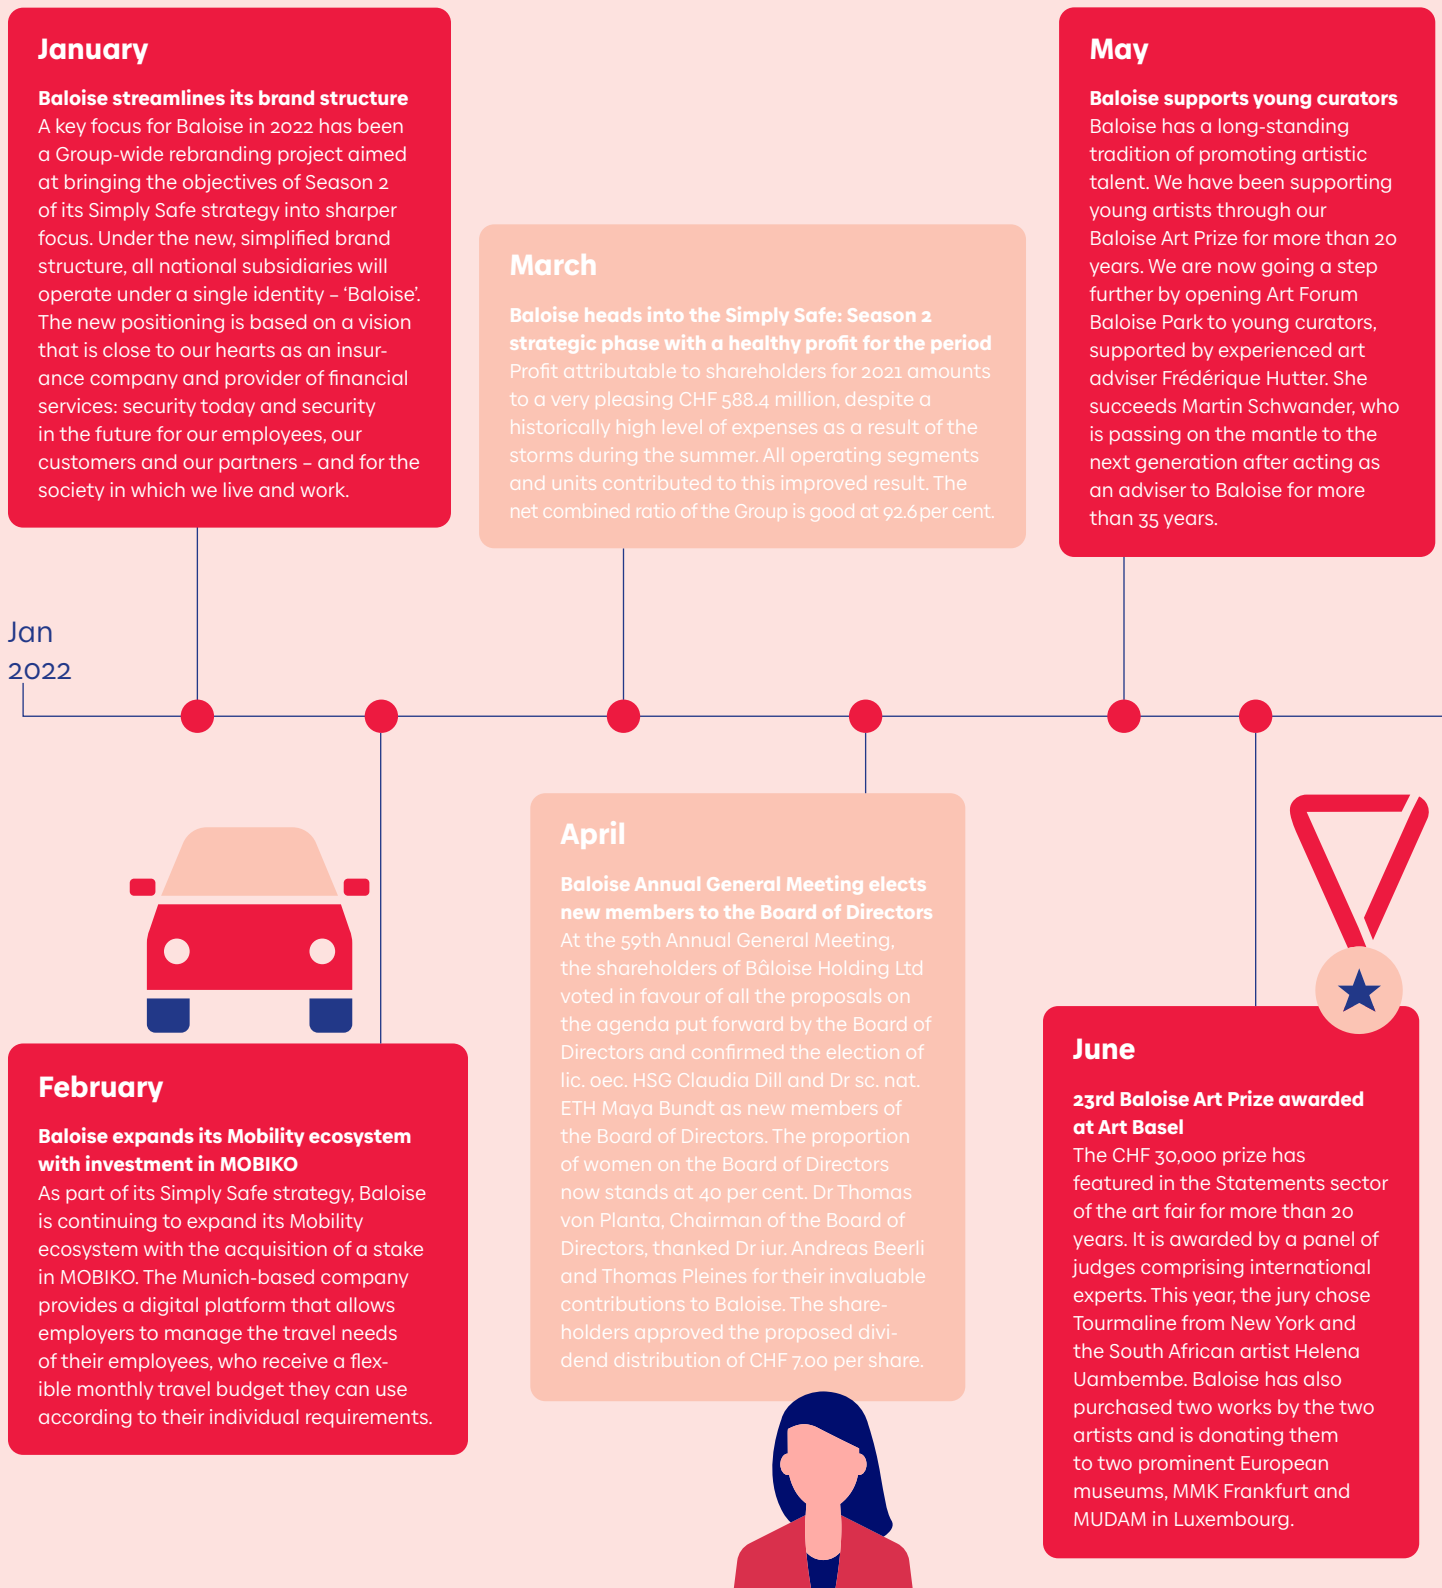 January
Baloise streamlines its brand structure
A key focus for Baloise in 2022 has been
a Group-wide rebranding project aimed
at bringing the objectives of Season 2
of its Simply Safe strategy into sharper
focus. Under the new, simplified brand
structure, all national subsidiaries will
operate under a single identity – ‘Baloise’.
The new positioning is based on a vision
that is close to our hearts as an insur-
ance company and provider of financial
services: security today and security
in the future for our employees, our
customers and our partners – and for the
society in which we live and work.
March
Baloise heads into the Simply Safe: Season 2
strategic phase with a healthy profit for the period
Profit attributable to shareholders for 2021 amounts
to a very pleasing CHF 588.4 million, despite a
historically high level of expenses as a result of the
storms during the summer. All operating segments
and units contributed to this improved result. The
net combined ratio of the Group is good at 92.6 per cent.
May
Baloise supports young curators
Baloise has a long-standing
tradition of promoting artistic
talent. We have been supporting
young artists through our
Baloise Art Prize for more than 20
years. We are now going a step
further by opening Art Forum
Baloise Park to young curators,
supported by experienced art
adviser Frédérique Hutter. She
succeeds Martin Schwander, who
is passing on the mantle to the
next generation after acting as
an adviser to Baloise for more
than 35 years.
Jan
2022
February
Baloise expands its Mobility ecosystem
with investment in MOBIKO
As part of its Simply Safe strategy, Baloise
is continuing to expand its Mobility
ecosystem with the acquisition of a stake
in MOBIKO. The Munich-based company
provides a digital platform that allows
employers to manage the travel needs
of their employees, who receive a flex-
ible monthly travel budget they can use
according to their individual requirements.
April
Baloise Annual General Meeting elects
new members to the Board of Directors
At the 59th Annual General Meeting,
the shareholders of Bâloise Holding Ltd
voted in favour of all the proposals on
the agenda put forward by the Board of
Directors and confirmed the election of
lic. oec. HSG Claudia Dill and Dr sc. nat.
ETH Maya Bundt as new members of
the Board of Directors. The proportion
of women on the Board of Directors
now stands at 40 per cent. Dr Thomas
von Planta, Chairman of the Board of
Directors, thanked Dr iur. Andreas Beerli
and Thomas Pleines for their invaluable
contributions to Baloise. The share-
holders approved the proposed divi-
dend distribution of CHF 7.00 per share.
June
23rd Baloise Art Prize awarded
at Art Basel
The CHF 30,000 prize has
featured in the Statements sector
of the art fair for more than 20
years. It is awarded by a panel of
judges comprising international
experts. This year, the jury chose
Tourmaline from New York and
the South African artist Helena
Uambembe. Baloise has also
purchased two works by the two
artists and is donating them
to two prominent European
museums, MMK Frankfurt and
MUDAM in Luxembourg.